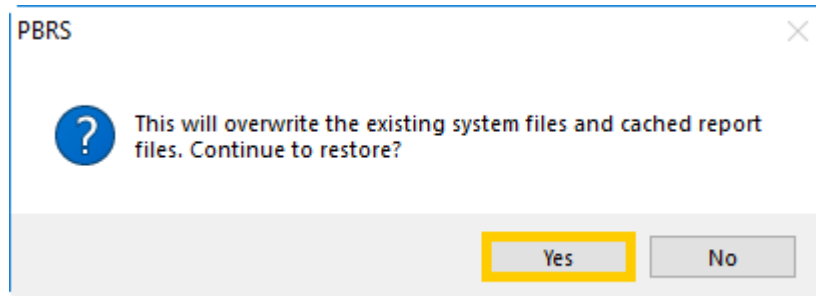 PBRS
This will overwrite the existing system files and cached report
files. Continue to restore?
Yes
No